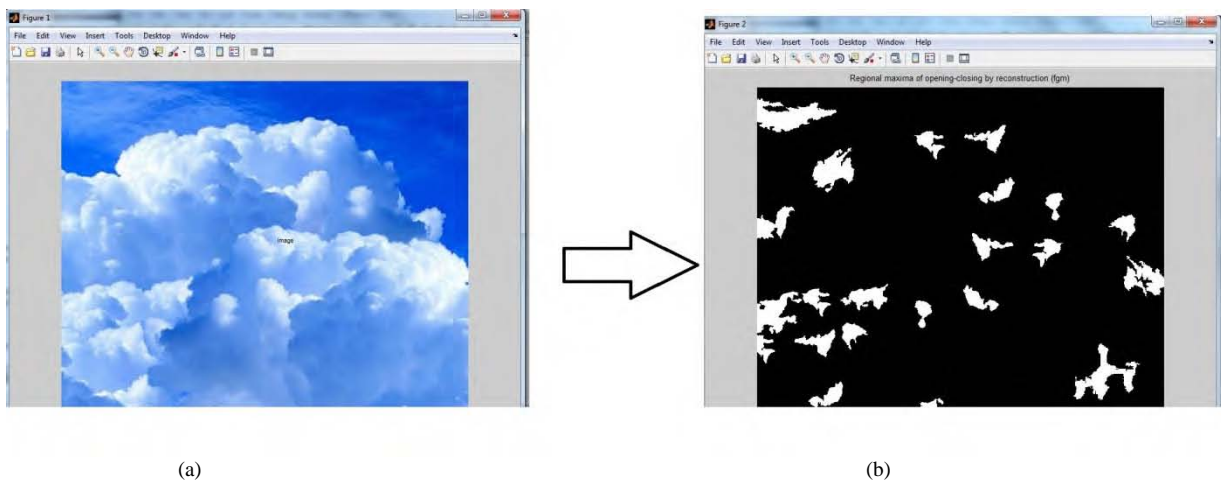 Figure 1
File Edit View Insert Tools Desktop Window Help
image
Figure 2
File Edit View Insert Tools Desktop Window Help
Regional maxima of opening-closing by reconstruction (fgm)
(a)
(b)